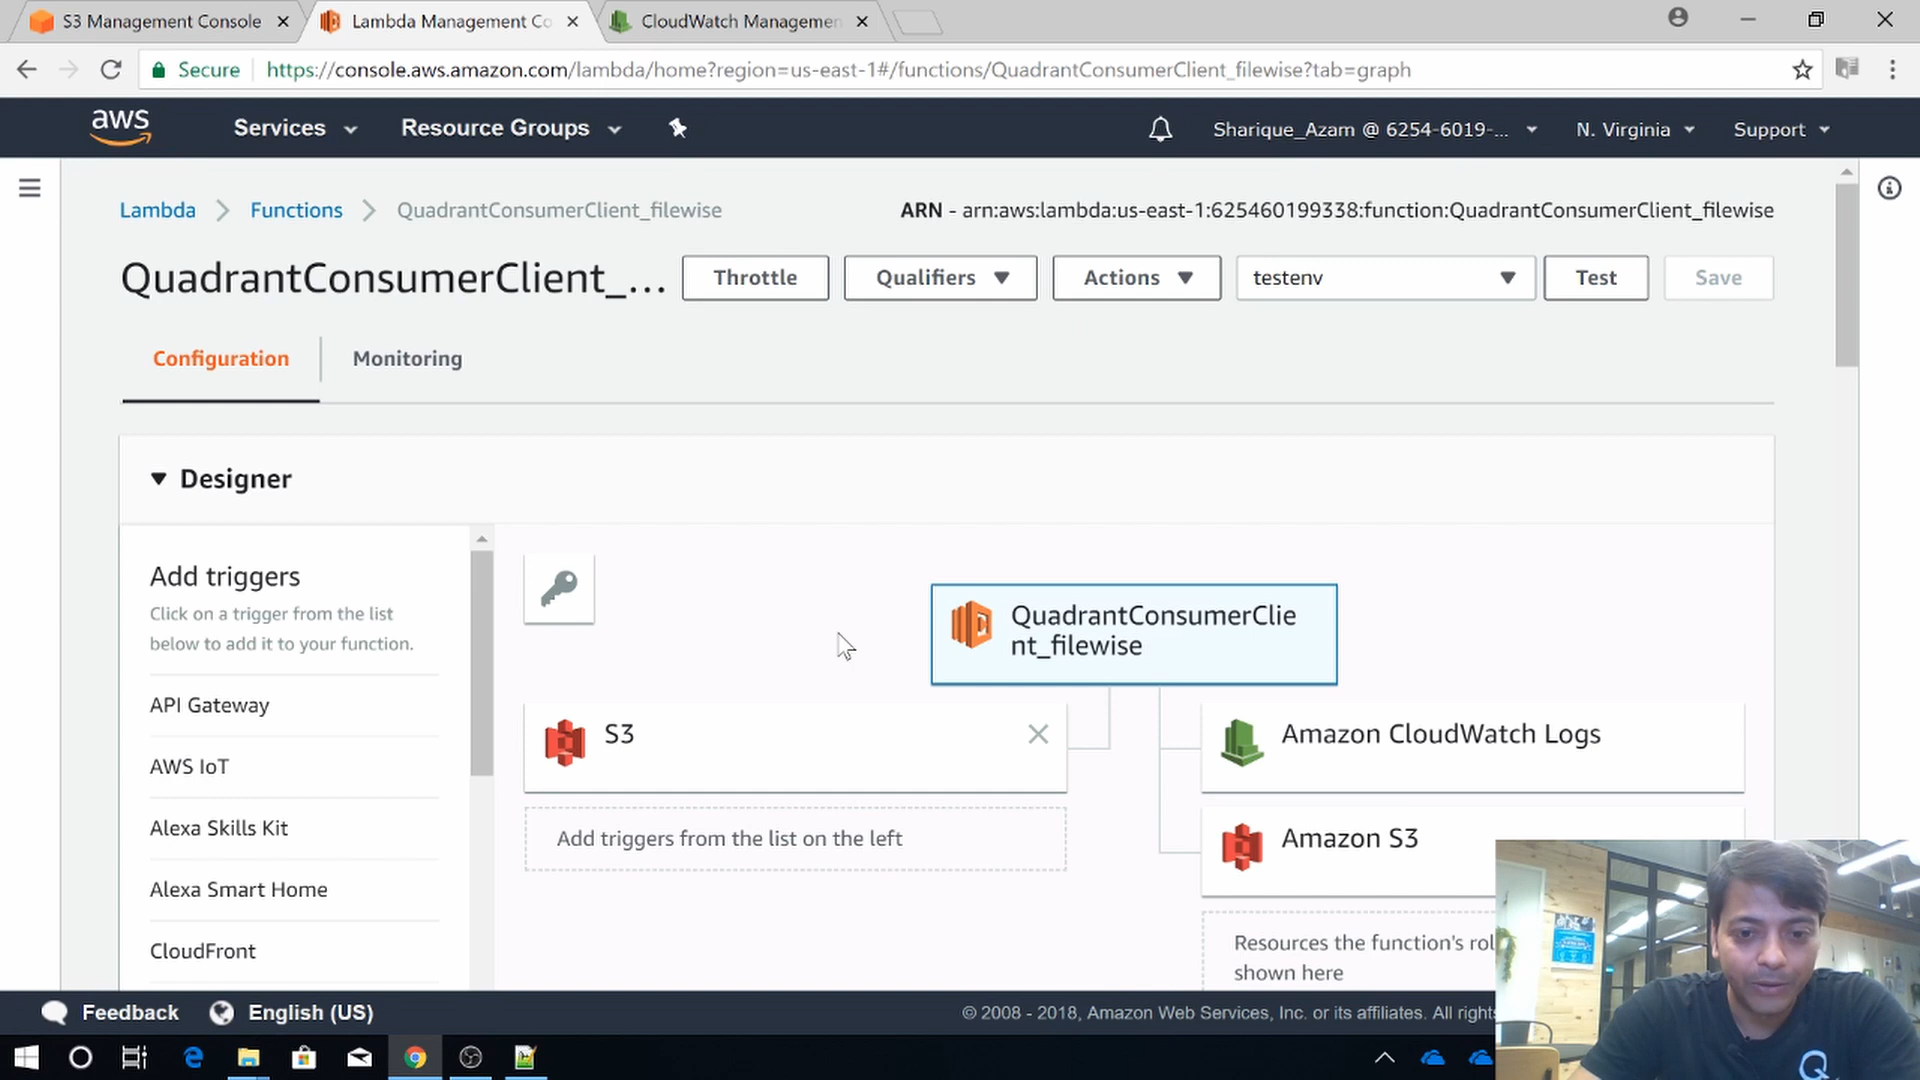 S3 Management Console
Lambda Management Co
CloudWatch Managemen
Secure
https://console.aws.amazon.com/lambda/home?region=us-east-1#/functions/QuadrantConsumerClient_filewise?tab=graph
aws
Services
Resource Groups
Sharique_Azam @ 6254-6019-...
N. Virginia
Support
Lambda
Functions
QuadrantConsumerClient_filewise
ARN - arn:aws:lambda:us-east-1:625460199338:function:QuadrantConsumerClient_filewise
QuadrantConsumerClient_...
Throttle
Qualifiers
Actions
testenv
Test
Save
Configuration
Monitoring
Designer
Add triggers
Click on a trigger from the list
below to add it to your function.
API Gateway
AWS IoT
Alexa Skills Kit
Alexa Smart Home
CloudFront
QuadrantConsumerClie
nt_filewise
S3
Add triggers from the list on the left
Amazon CloudWatch Logs
Amazon S3
Resources the function's rol
shown here
Feedback
English (US)
© 2008 - 2018, Amazon Web Services, Inc. or its affiliates. All rights